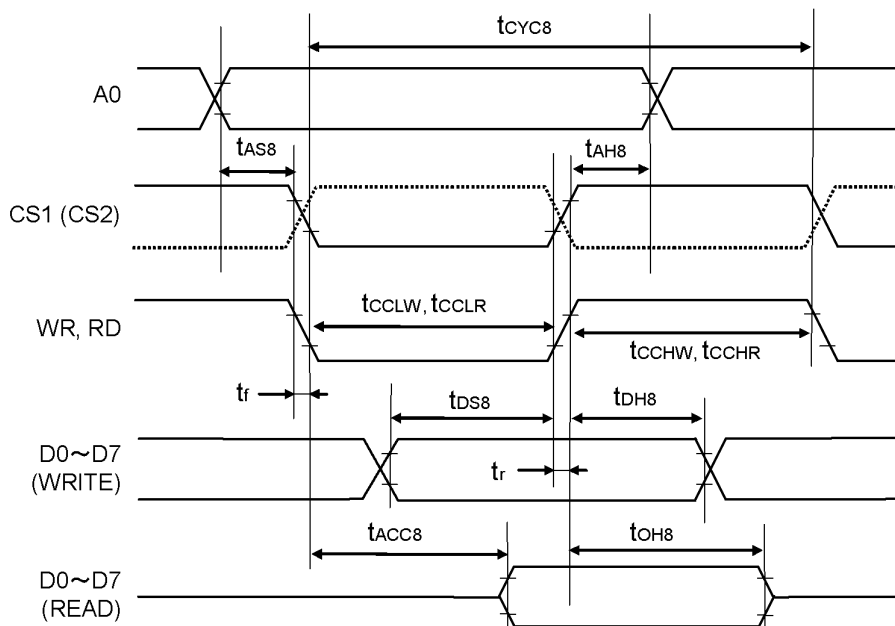 tCYC8
A0
tAS8
tAH8
CS1 (CS2)
tCCLW, tCCLR
WR, RD
tCCHW, tCCHR
tf
tDS8
tDH8
D0～D7
(WRITE)
tr
tACC8
tOH8
D0～D7
(READ)